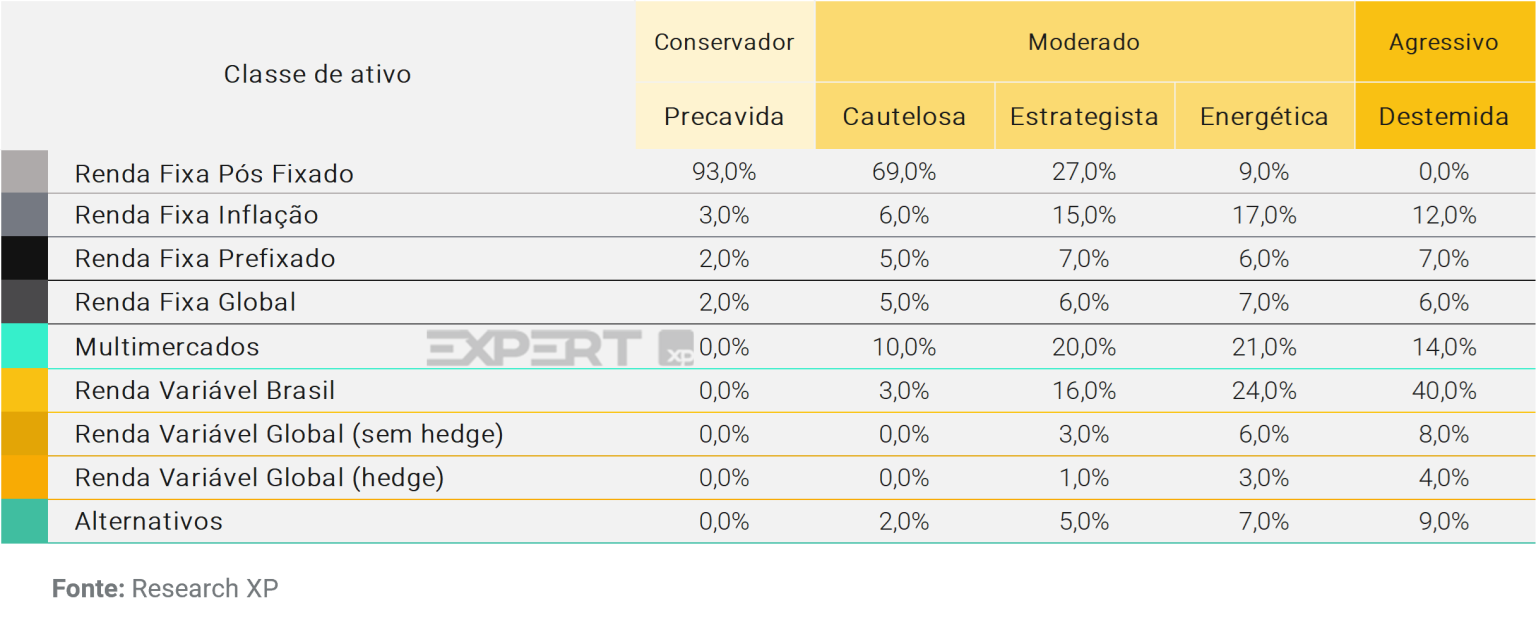 Classe de ativo Conservador Moderado Agressivo
Precavida Cautelosa Estrategista Energética Destemida
Renda Fixa Pós Fixado 93,0% 69,0% 27,0% 9,0% 0,0%
Renda Fixa Inflação 3,0% 6,0% 15,0% 17,0% 12,0%
Renda Fixa Prefixado 2,0% 5,0% 7,0% 6,0% 7,0%
Renda Fixa Global 2,0% 5,0% 6,0% 7,0% 6,0%
Multimercados EXPERT XP 0,0% 10,0% 20,0% 21,0% 14,0%
Renda Variável Brasil 0,0% 3,0% 16,0% 24,0% 40,0%
Renda Variável Global (sem hedge) 0,0% 0,0% 3,0% 6,0% 8,0%
Renda Variável Global (hedge) 0,0% 0,0% 1,0% 3,0% 4,0%
Alternativos 0,0% 2,0% 5,0% 7,0% 9,0%
Fonte: Research XP